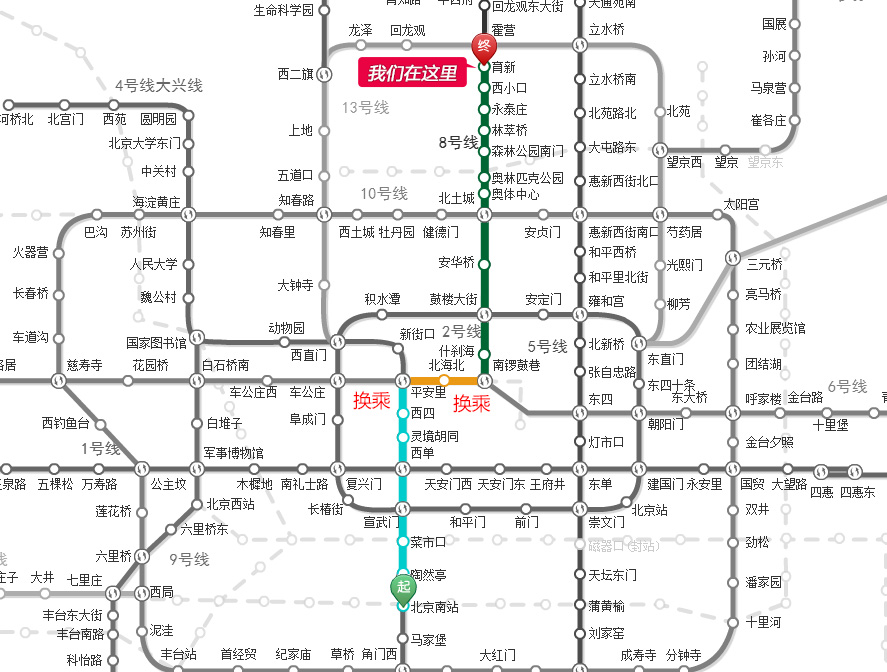 回龙观东大街
生命科学园
国展
龙泽
回龙观
霍营
立水桥
终
孙河
西二旗
我们在这里
育新
立水桥南
4号线大兴线
西小口
马泉营
13号线
永泰庄
北苑路北
北苑
河桥北
北宫门
西苑
圆明园
上地
林萃桥
崔各庄
北京大学东门
8号线
森林公园南门
大屯路东
望京西
望京
望京东
中关村
五道口
奥林匹克公园
惠新西街北口
10号线
北土城
奥体中心
海淀黄庄
知春路
太阳宫
巴沟
苏州街
知春里
西土城
牡丹园
健德门
安贞门
惠新西街南口
芍药居
火器营
人民大学
安华桥
和平西桥
光熙门
三元桥
和平里北街
长春桥
魏公村
大钟寺
积水潭
鼓楼大街
安定门
雍和宫
柳芳
亮马桥
动物园
新街口
2号线
农业展览馆
车道沟
国家图书馆
西直门
什刹海
5号线
北新桥
东直门
慈寿寺
花园桥
白石桥南
北海北
南锣鼓巷
团结湖
张自忠路
车公庄西
车公庄
平安里
东四十条
6号线
换乘
换乘
东四
东大桥
呼家楼
金台路
西钓鱼台
白堆子
阜成门
西四
朝阳门
十里堡
灵境胡同
灯市口
金台夕照
1号线
军事博物馆
西单
五棵松
万寿路
公主坟
木樨地
南礼士路
复兴门
天安门西
天安门东
王府井
东单
建国门
永安里
国贸
大望路
四惠
四惠东
莲花桥
北京西站
长椿街
北京站
双井
宣武门
和平门
前门
崇文门
六里桥东
菜市口
磁器口(封站)
劲松
六里桥
9号线
大井
七里庄
陶然亭
天坛东门
潘家园
西局
起
北京南站
蒲黄榆
丰台东大街
十里河
丰台南路
泥洼
马家堡
刘家窑
科怡路
丰台站
首经贸
纪家庙
草桥
角门西
大红门
成寿寺
分钟寺